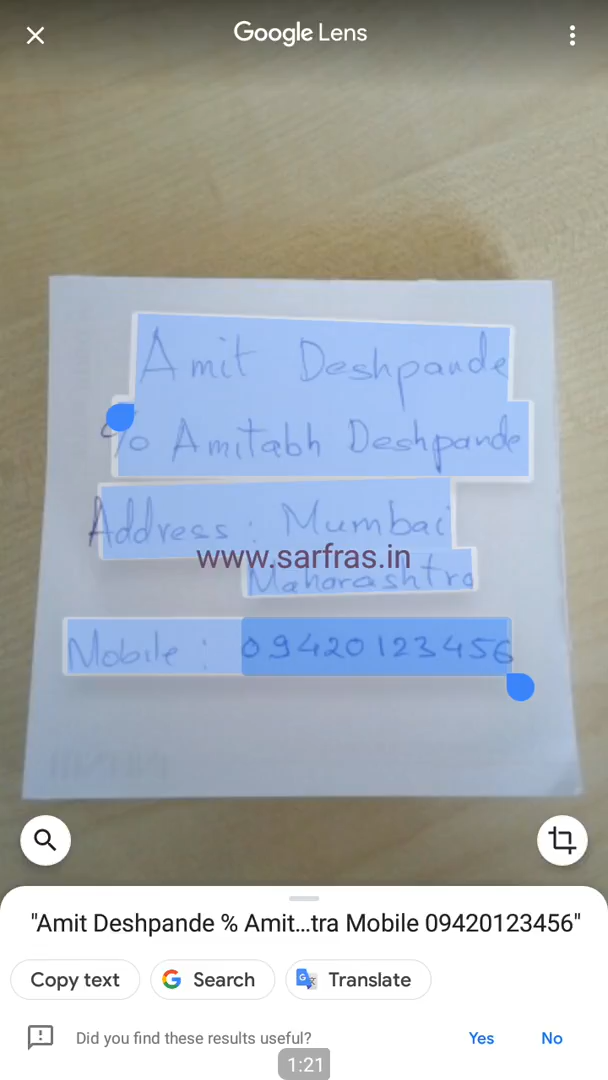 Google Lens
Amit Deshpande
c/o Amitabh Deshpande
Address : Mumbai
www.sarfras.in
Maharashtra
Mobile : 09420123456
"Amit Deshpande % Amit...tra Mobile 09420123456"
Copy text
Search
Translate
Did you find these results useful?
Yes
No
1:21